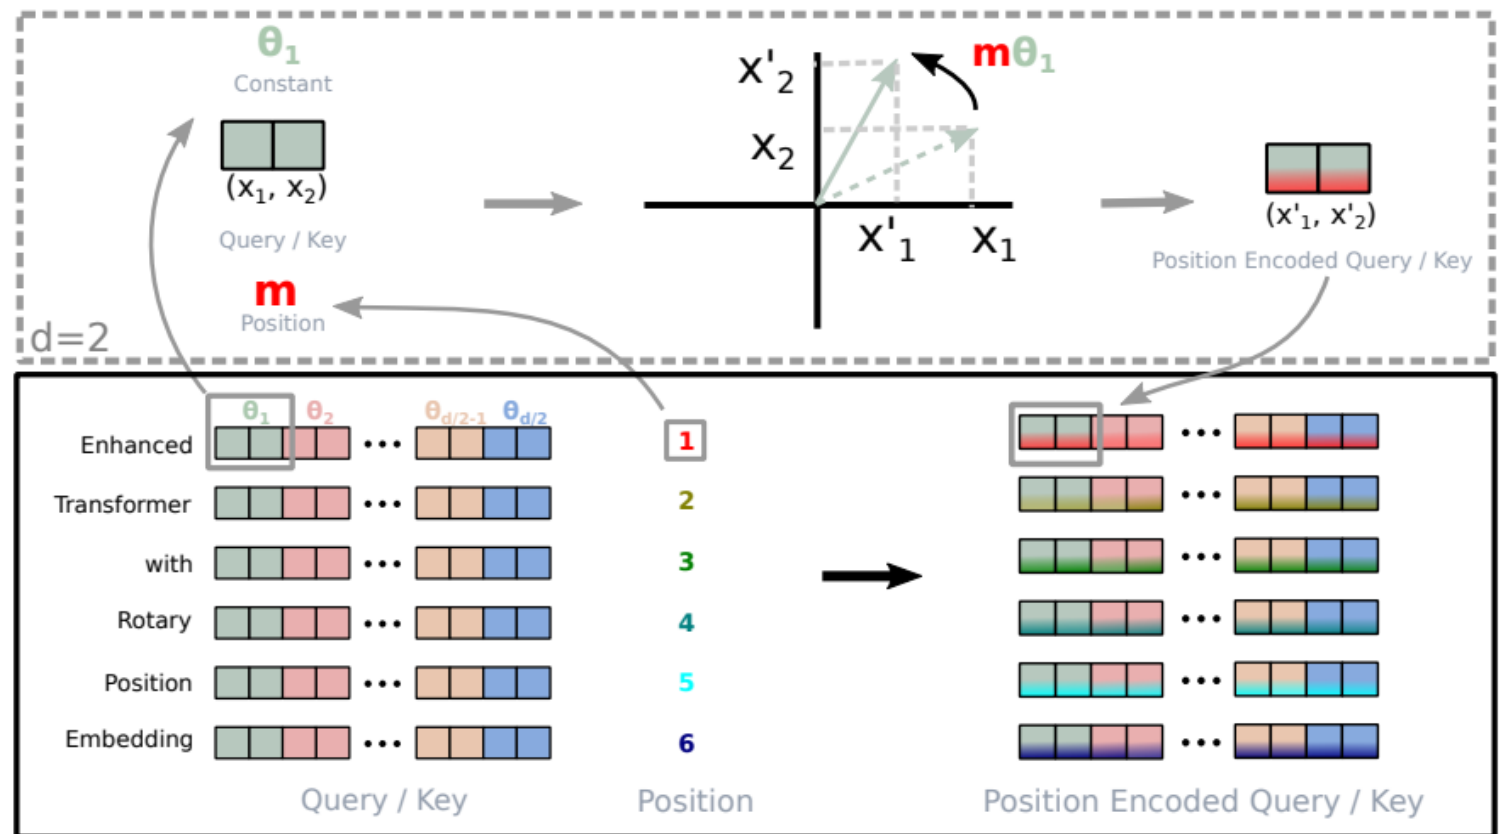 θ1
Constant
(x1, x2)
Query / Key
m
Position
d=2
x'2
x2
x'1
x1
mθ1
(x'1, x'2)
Position Encoded Query / Key
θ1 θ2 θd/2-1 θd/2
Enhanced ••• 1 •••
Transformer ••• 2 •••
with ••• 3 •••
Rotary ••• 4 •••
Position ••• 5 •••
Embedding ••• 6 •••
Query / Key Position Position Encoded Query / Key